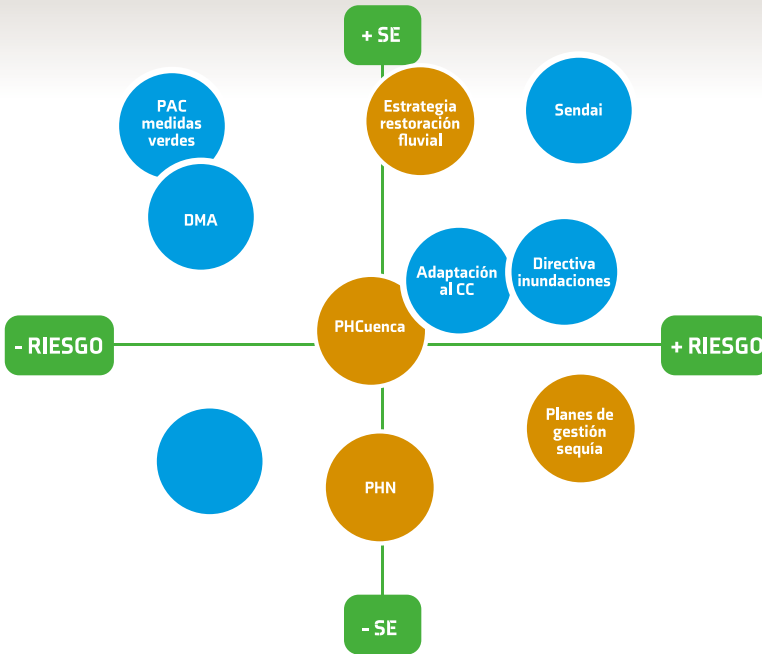 + SE
PAC
medidas
verdes
Estrategia
restoración
fluvial
Sendai
DMA
Adaptación
al CC
Directiva
inundaciones
PHCuenca
- RIESGO
+ RIESGO
Planes de
gestión
sequía
PHN
- SE